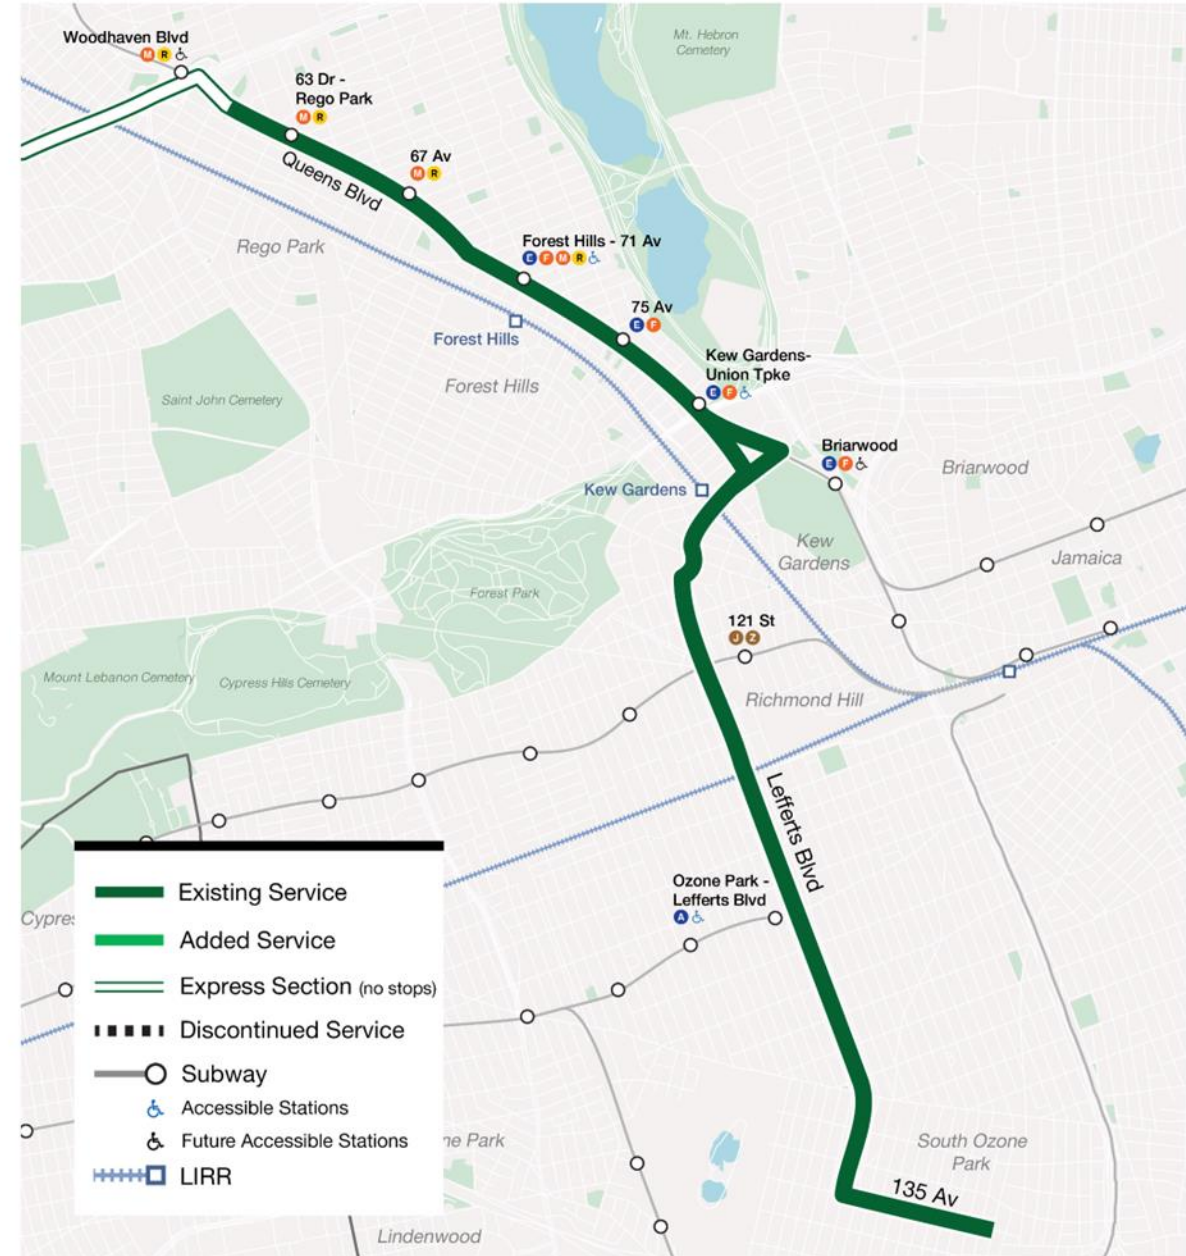 Woodhaven Blvd
M R
63 Dr -
Rego Park
M R
67 Av
M R
Queens Blvd
Mt. Hebron
Cemetery
Rego Park
Forest Hills - 71 Av
E F M R
75 Av
E F
Forest Hills
Forest Hills
Kew Gardens-
Union Tpke
E F
Saint John Cemetery
Briarwood
E F
Briarwood
Kew Gardens
Kew
Gardens
Jamaica
Forest Park
121 St
J Z
Mount Lebanon Cemetery
Cypress Hills Cemetery
Richmond Hill
Lefferts Blvd
Ozone Park -
Lefferts Blvd
A
Cypres
Existing Service
Added Service
Express Section (no stops)
Discontinued Service
Subway
Accessible Stations
Future Accessible Stations
LIRR
ne Park
South Ozone
Park
135 Av
Lindenwood